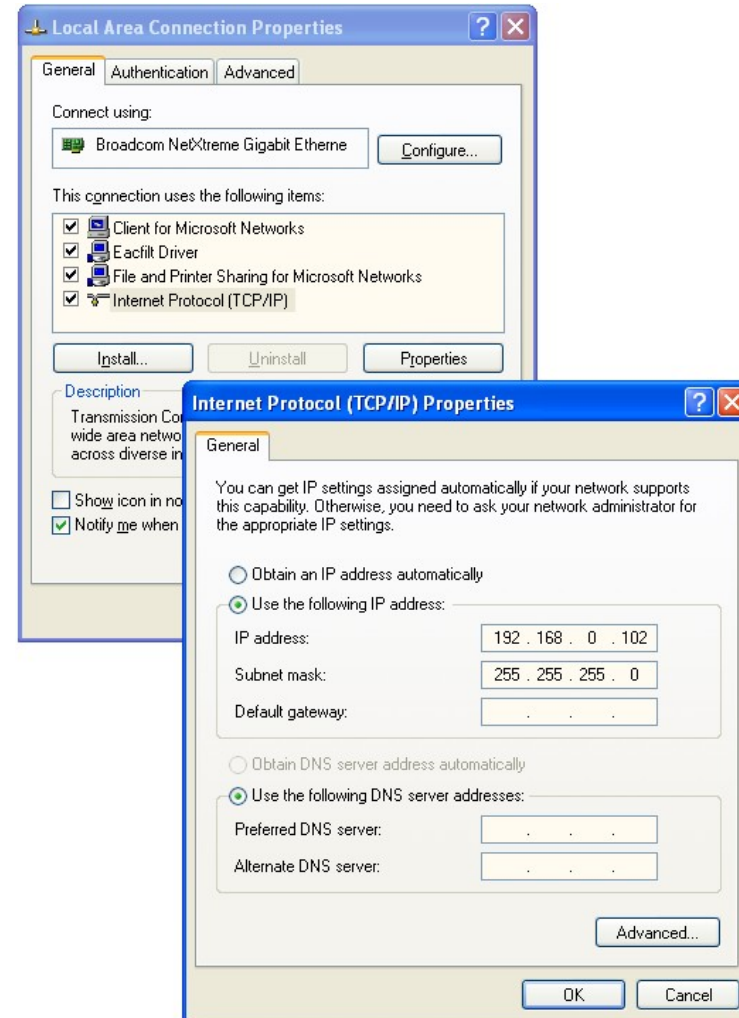 Local Area Connection Properties
General Authentication Advanced
Connect using:
Broadcom NetXtreme Gigabit Etherne Configure...
This connection uses the following items:
Client for Microsoft Networks
Eacfilt Driver
File and Printer Sharing for Microsoft Networks
Internet Protocol (TCP/IP)
Install... Uninstall Properties
Description
Transmission Co
wide area netwo
across diverse in
Show icon in no
Notify me when
Internet Protocol (TCP/IP) Properties
General
You can get IP settings assigned automatically if your network supports
this capability. Otherwise, you need to ask your network administrator for
the appropriate IP settings.
Obtain an IP address automatically
Use the following IP address:
IP address: 192 . 168 . 0 . 102
Subnet mask: 255 . 255 . 255 . 0
Default gateway: . . .
Obtain DNS server address automatically
Use the following DNS server addresses:
Preferred DNS server: . . .
Alternate DNS server: . . .
Advanced...
OK Cancel